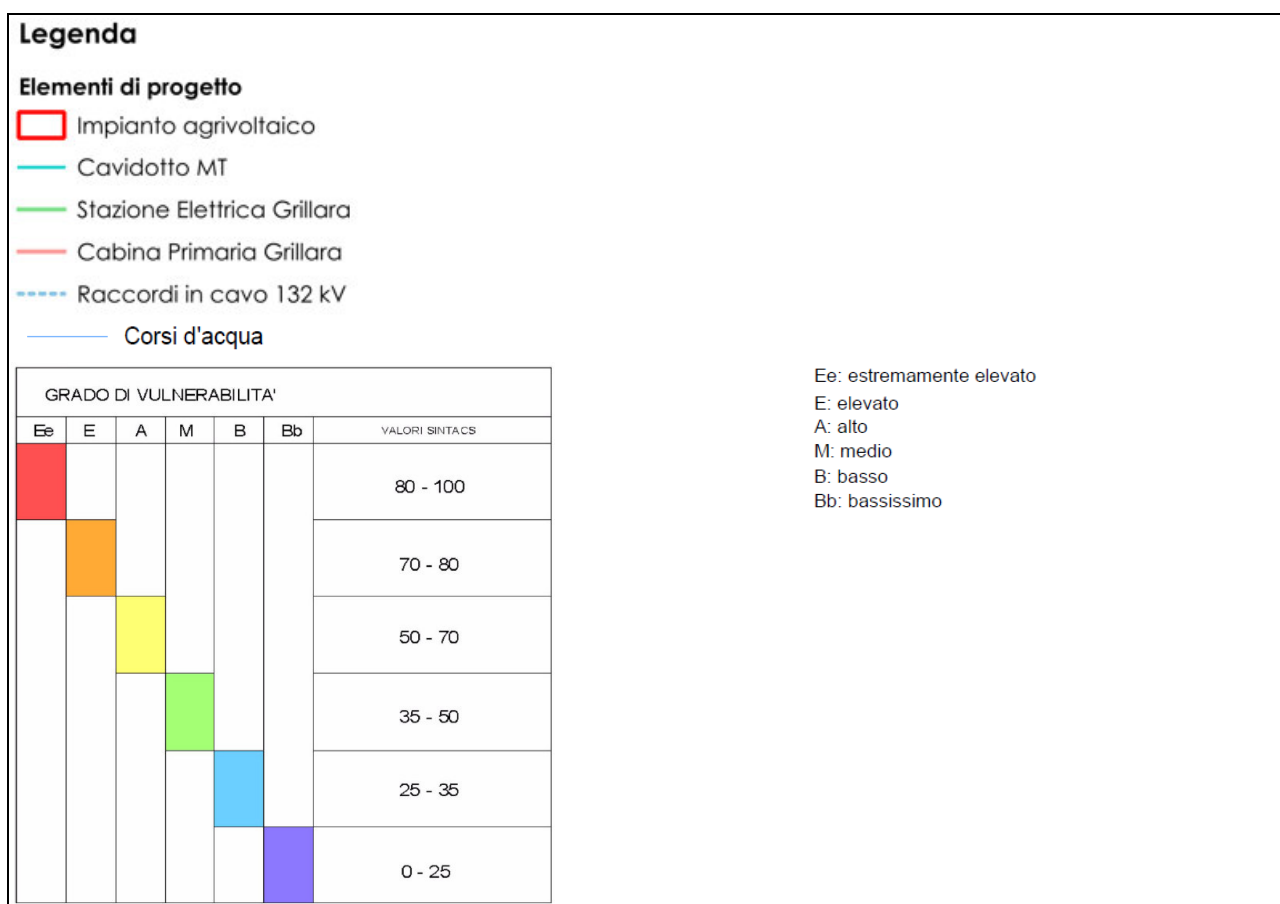 Legenda
Elementi di progetto
Impianto agrivoltaico
Cavidotto MT
Stazione Elettrica Grillara
Cabina Primaria Grillara
Raccordi in cavo 132 kV
Corsi d'acqua
GRADO DI VULNERABILITA'
Ee E A M B Bb VALORI SINTACS
80 - 100
70 - 80
50 - 70
35 - 50
25 - 35
0 - 25
Ee: estremamente elevato
E: elevato
A: alto
M: medio
B: basso
Bb: bassissimo